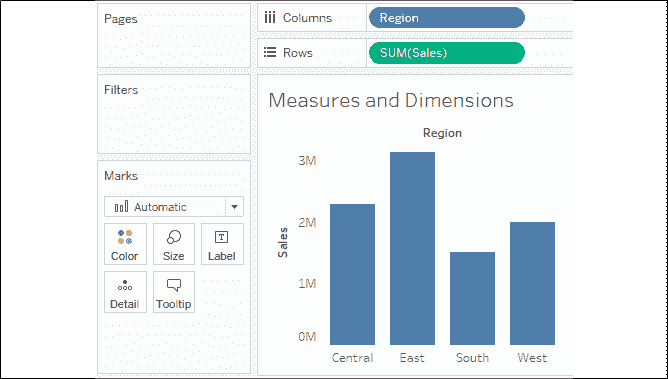 Pages
Columns
Region
Rows
SUM(Sales)
Filters
Marks
Automatic
Color
Size
T
Label
Detail
Tooltip
Measures and Dimensions
Region
Sales
3M
2M
1M
0M
Central
East
South
West